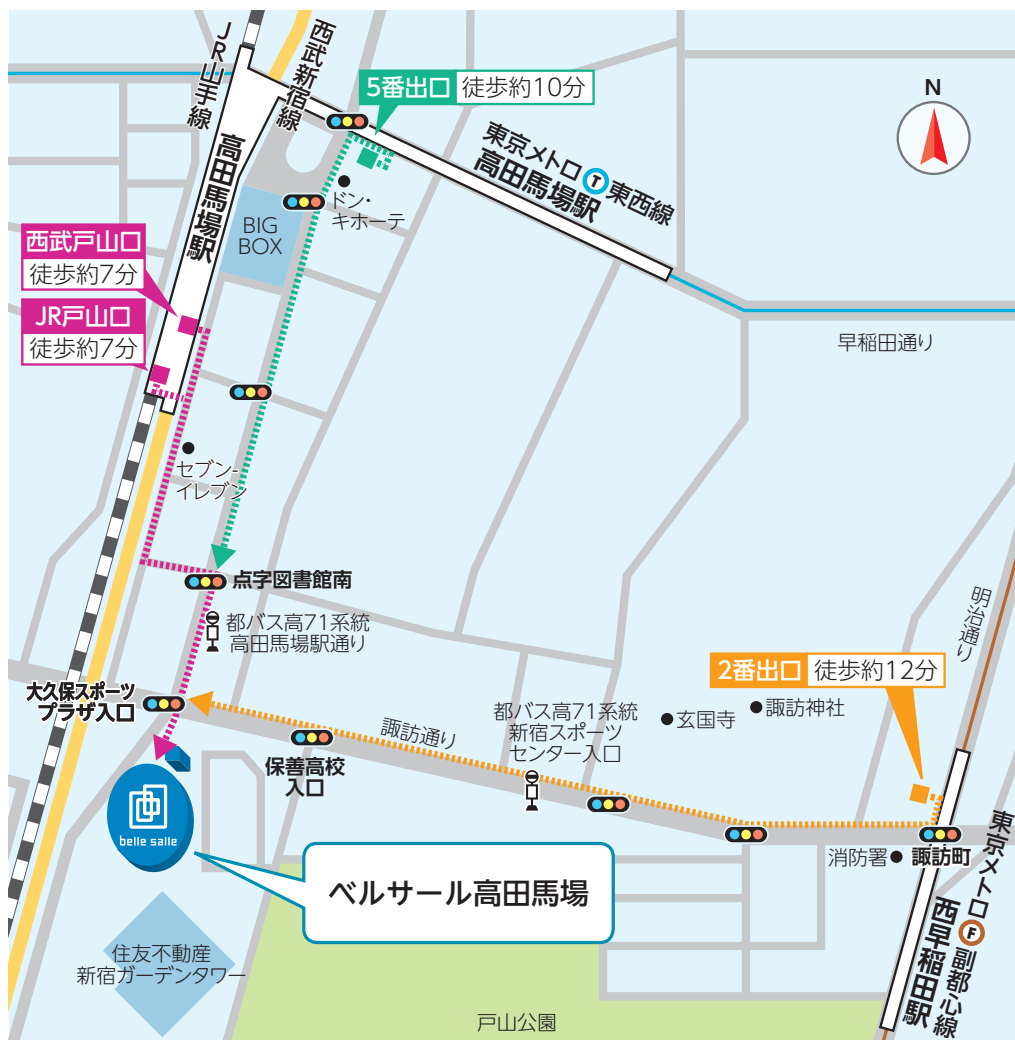 JR山手線
西武新宿線
5番出口 徒歩約10分
N
高田馬場駅
東京メトロ T 東西線
高田馬場駅
ドン・
キホーテ
BIG
BOX
西武戸山口
徒歩約7分
JR戸山口
徒歩約7分
早稲田通り
セブン-
イレブン
点字図書館南
都バス高71系統
高田馬場駅通り
明治通り
2番出口 徒歩約12分
大久保スポーツ
プラザ入口
諏訪通り
都バス高71系統
新宿スポーツ
センター入口
玄国寺
諏訪神社
保善高校
入口
belle salle
消防署
諏訪町
東京メトロ F 副都心線
西早稲田駅
ベルサール高田馬場
住友不動産
新宿ガーデンタワー
戸山公園